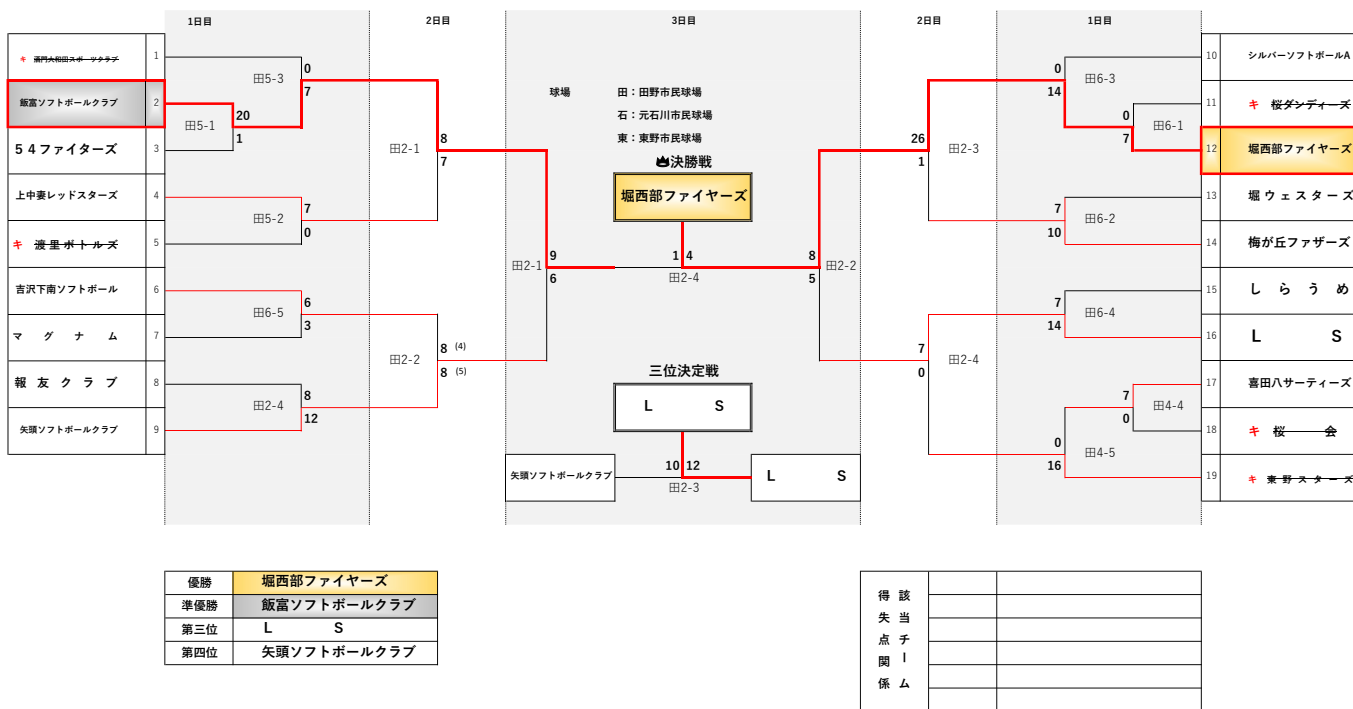 1日目
2日目
3日目
2日目
1日目
キ 酒門大和田スポーツクラブ 1
飯富ソフトボールクラブ 2
５４ファイターズ 3
上中妻レッドスターズ 4
キ 渡里ボトルズ 5
吉沢下南ソフトボール 6
マグナム 7
報友クラブ 8
矢頭ソフトボールクラブ 9
田5-3
0
7
田5-1
20
1
田5-2
7
0
田6-5
6
3
田2-4
8
12
田2-1
8
7
田2-2
8 (4)
8 (5)
田2-1
9
6
球場 田：田野市民球場
石：元石川市民球場
東：東野市民球場
決勝戦
堀西部ファイヤーズ
1 4
田2-4
三位決定戦
L S
10 12
矢頭ソフトボールクラブ
田2-3
L S
8
5
田2-2
26
1
田2-3
7
0
田2-4
0
14
田6-3
0
7
田6-1
7
10
田6-2
7
14
田6-4
7
0
田4-4
0
16
田4-5
10 シルバーソフトボールA
11 キ 桜ダンディーズ
12 堀西部ファイヤーズ
13 堀ウェスターズ
14 梅が丘ファザーズ
15 しらうめ
16 L S
17 喜田八サーティーズ
18 キ 桜会
19 キ 東野スターズ
優勝 堀西部ファイヤーズ
準優勝 飯富ソフトボールクラブ
第三位 L S
第四位 矢頭ソフトボールクラブ
得失点関係
該当チーム